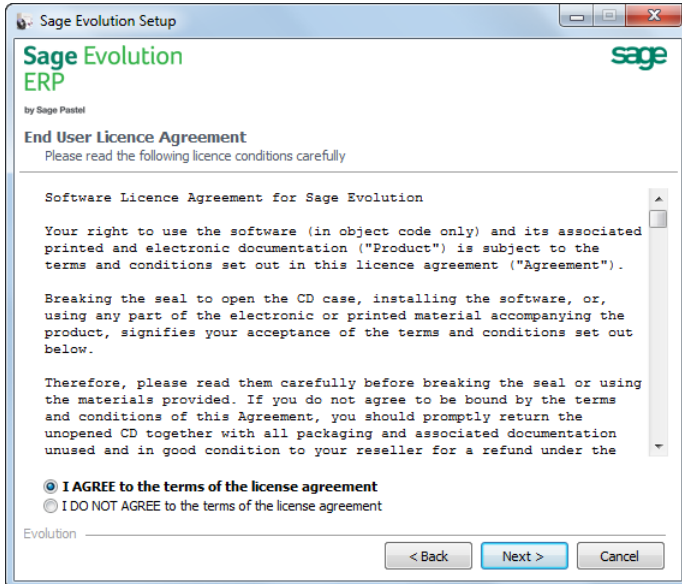 Sage Evolution Setup
Sage Evolution
ERP
sage
by Sage Pastel
End User Licence Agreement
Please read the following licence conditions carefully
Software Licence Agreement for Sage Evolution
Your right to use the software (in object code only) and its associated
printed and electronic documentation ("Product") is subject to the
terms and conditions set out in this licence agreement ("Agreement").
Breaking the seal to open the CD case, installing the software, or,
using any part of the electronic or printed material accompanying the
product, signifies your acceptance of the terms and conditions set out
below.
Therefore, please read them carefully before breaking the seal or using
the materials provided. If you do not agree to be bound by the terms
and conditions of this Agreement, you should promptly return the
unopened CD together with all packaging and associated documentation
unused and in good condition to your reseller for a refund under the
I AGREE to the terms of the license agreement
I DO NOT AGREE to the terms of the license agreement
Evolution
< Back
Next >
Cancel